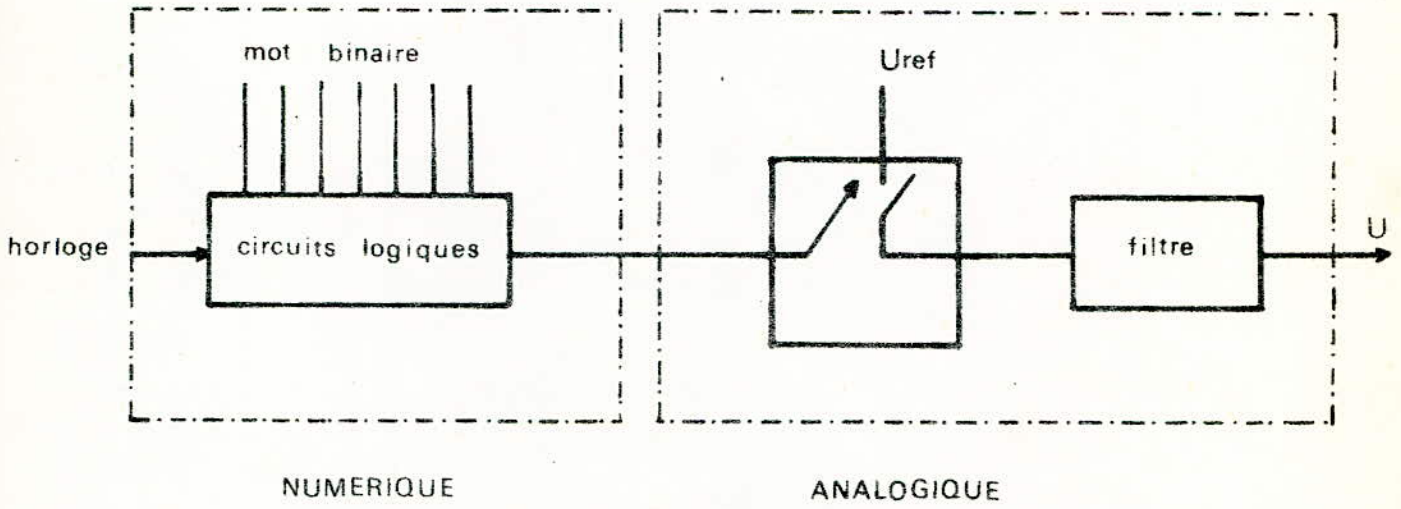 mot binaire
Uref
horloge
circuits logiques
filtre
U
NUMERIQUE
ANALOGIQUE